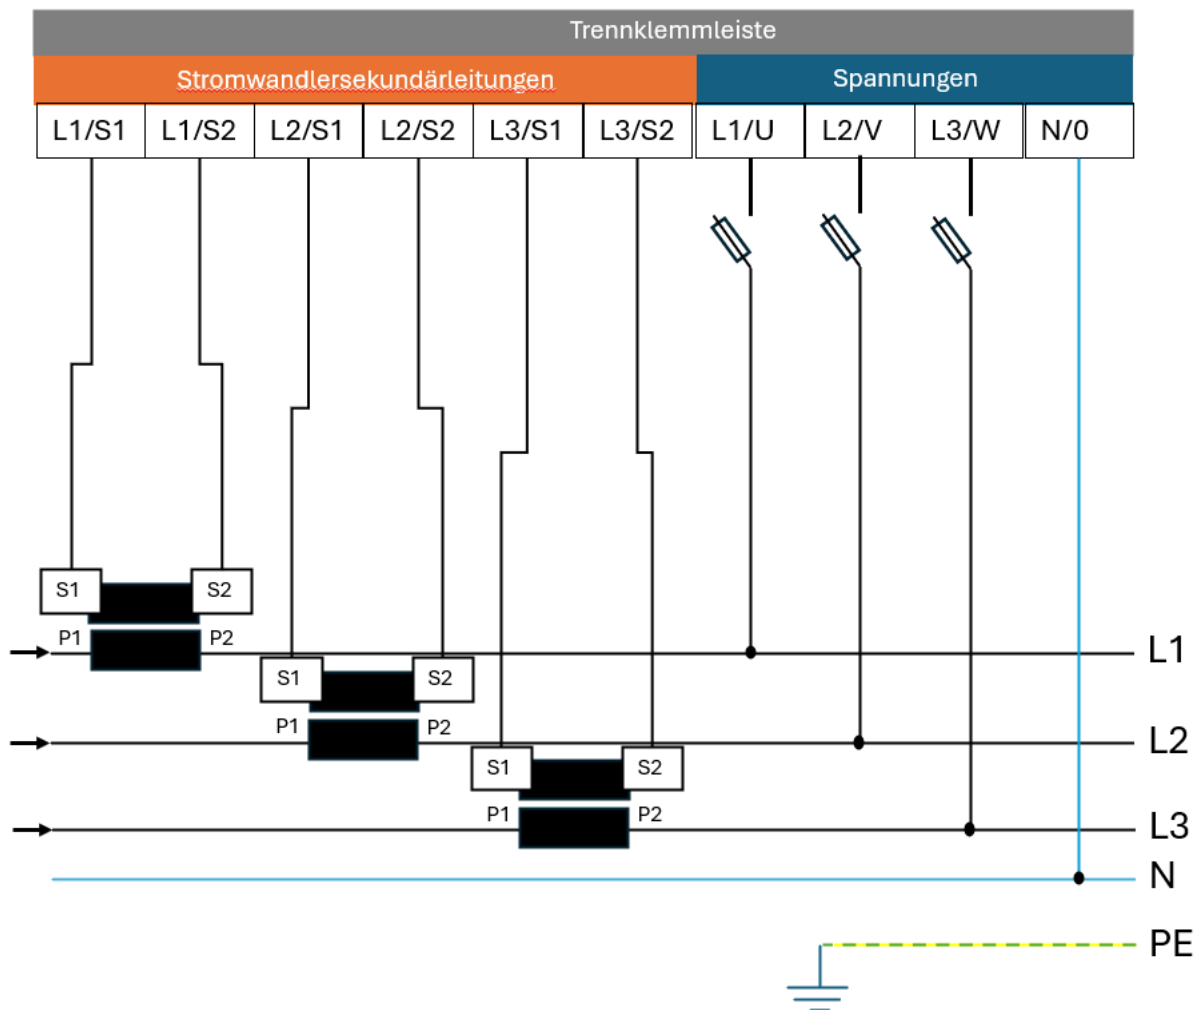 Trennklemmleiste
Stromwandlersekundärleitungen Spannungen
L1/S1 L1/S2 L2/S1 L2/S2 L3/S1 L3/S2 L1/U L2/V L3/W N/0
S1 S2
P1 P2
L1
S1 S2
P1 P2
L2
S1 S2
P1 P2
L3
N
PE